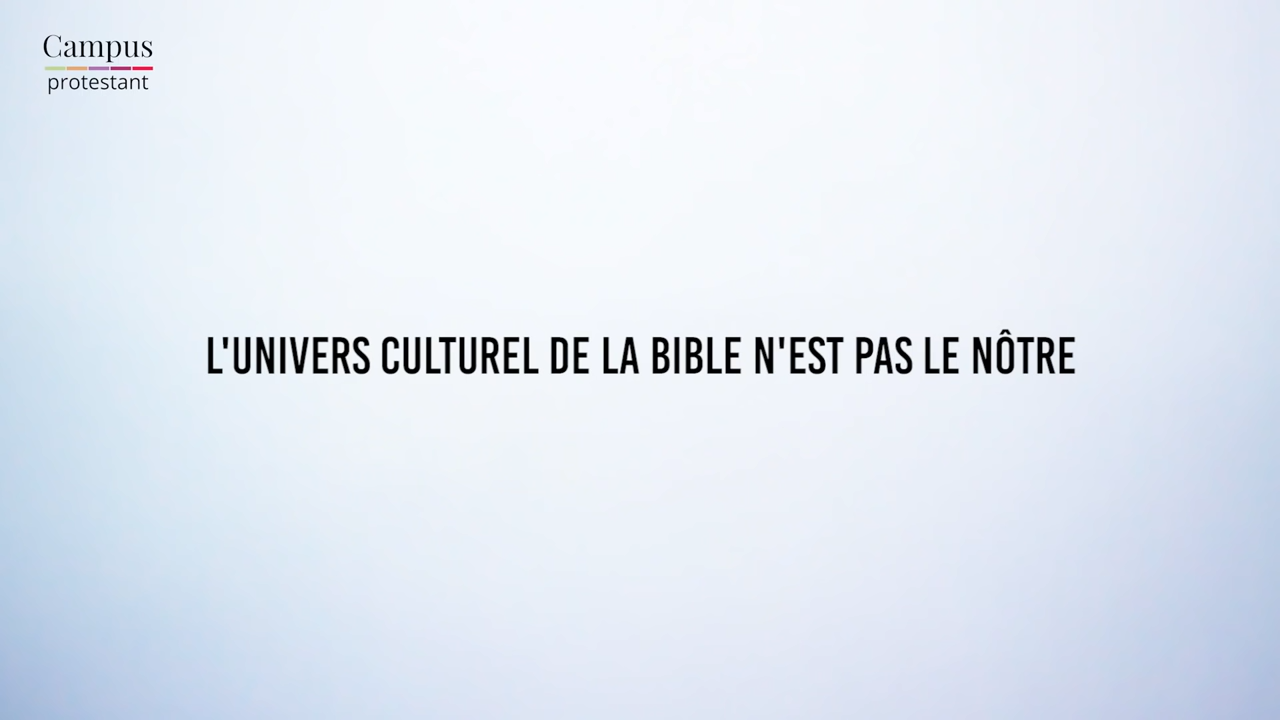 Campus
protestant
L'UNIVERS CULTUREL DE LA BIBLE N'EST PAS LE NÔTRE